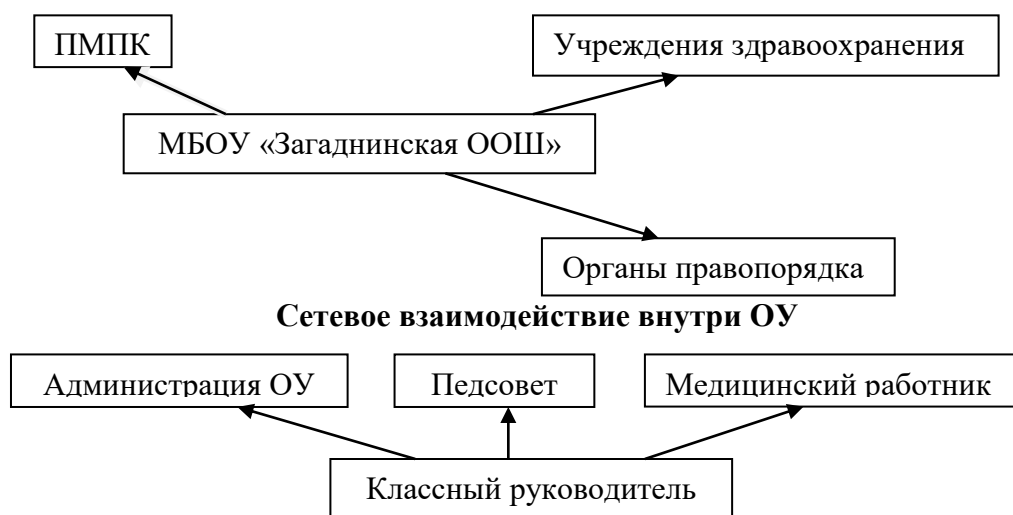 ПМПК
Учреждения здравоохранения
МБОУ «Загаднинская ООШ»
Органы правопорядка
Сетевое взаимодействие внутри ОУ
Администрация ОУ
Педсовет
Медицинский работник
Классный руководитель